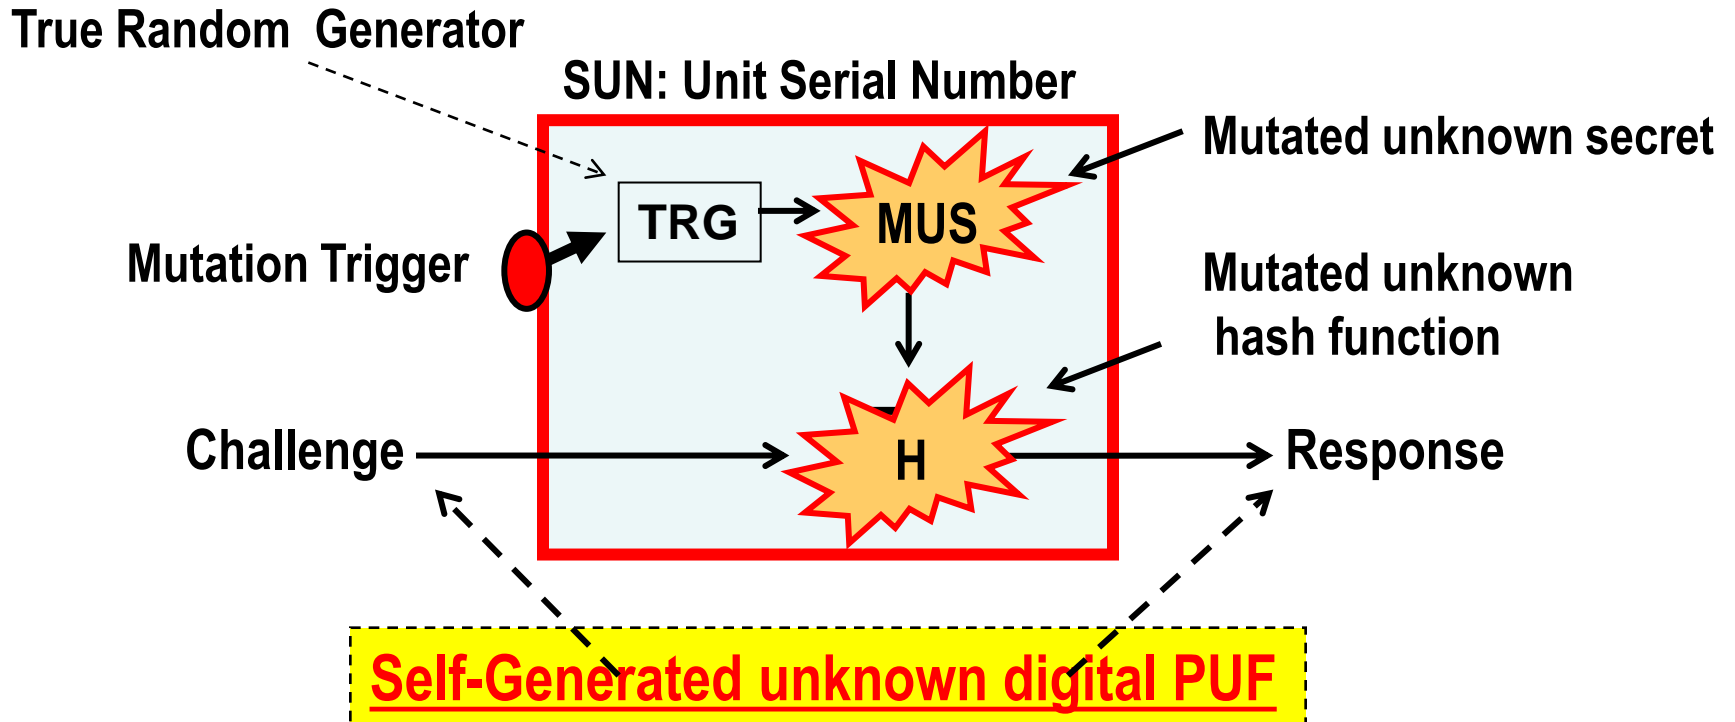 True Random Generator
SUN: Unit Serial Number
Mutated unknown secret
TRG
MUS
Mutation Trigger
Mutated unknown
hash function
Challenge
H
Response
Self-Generated unknown digital PUF